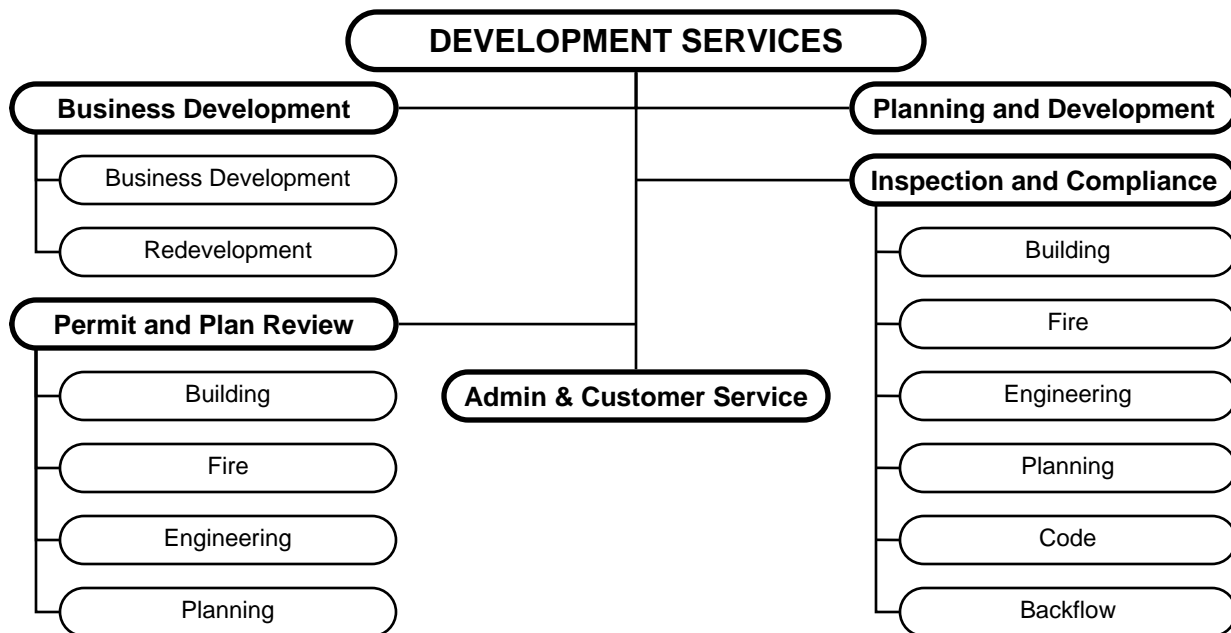 DEVELOPMENT SERVICES
Business Development
Business Development
Redevelopment
Permit and Plan Review
Building
Fire
Engineering
Planning
Admin & Customer Service
Planning and Development
Inspection and Compliance
Building
Fire
Engineering
Planning
Code
Backflow